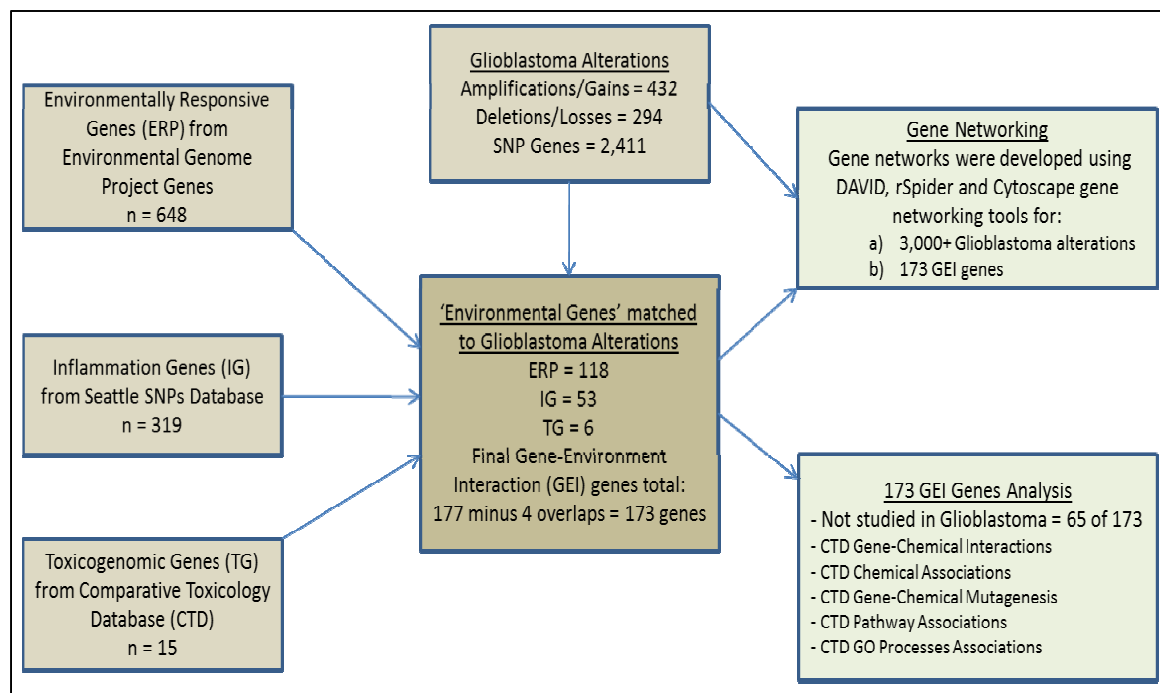 Environmentally Responsive
Genes (ERP) from
Environmental Genome
Project Genes
n = 648
Inflammation Genes (IG)
from Seattle SNPs Database
n = 319
Toxicogenomic Genes (TG)
from Comparative Toxicology
Database (CTD)
n = 15
Glioblastoma Alterations
Amplifications/Gains = 432
Deletions/Losses = 294
SNP Genes = 2,411
‘Environmental Genes’ matched
to Glioblastoma Alterations
ERP = 118
IG = 53
TG = 6
Final Gene-Environment
Interaction (GEI) genes total:
177 minus 4 overlaps = 173 genes
Gene Networking
Gene networks were developed using
DAVID, rSpider and Cytoscape gene
networking tools for:
a) 3,000+ Glioblastoma alterations
b) 173 GEI genes
173 GEI Genes Analysis
- Not studied in Glioblastoma = 65 of 173
- CTD Gene-Chemical Interactions
- CTD Chemical Associations
- CTD Gene-Chemical Mutagenesis
- CTD Pathway Associations
- CTD GO Processes Associations